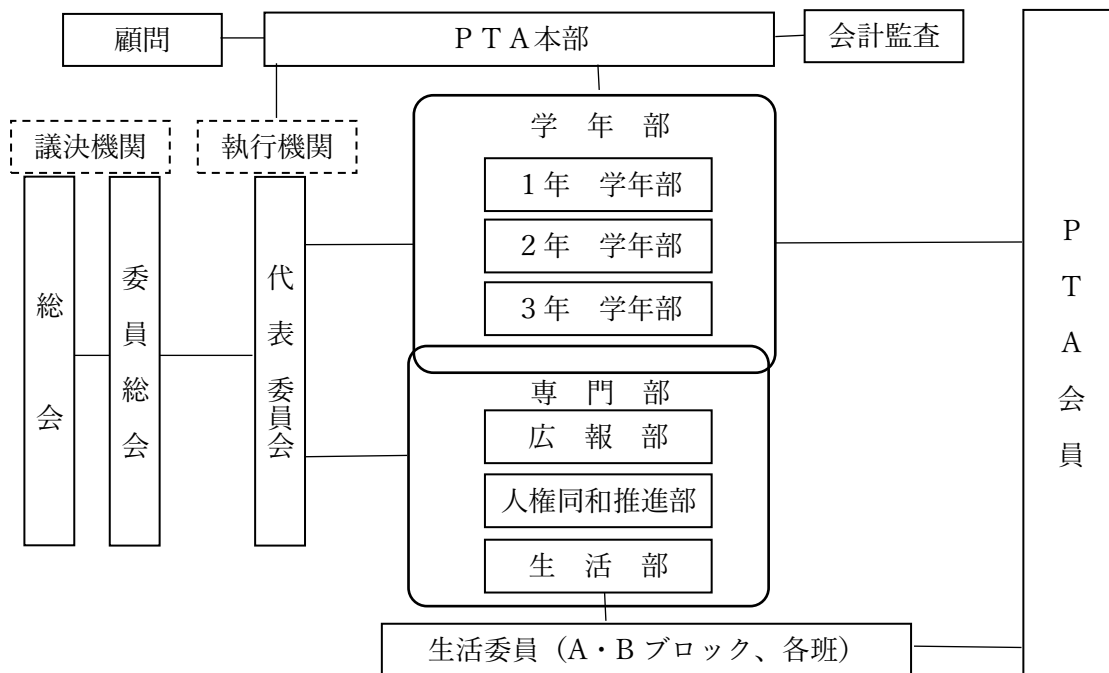 顧問
ＰＴＡ本部
会計監査
議決機関
執行機関
総会
委員総会
代表委員会
学　年　部
１年　学年部
２年　学年部
３年　学年部
専　門　部
広　報　部
人権同和推進部
生　活　部
生活委員（A・B ブロック、各班）
ＰＴＡ会員